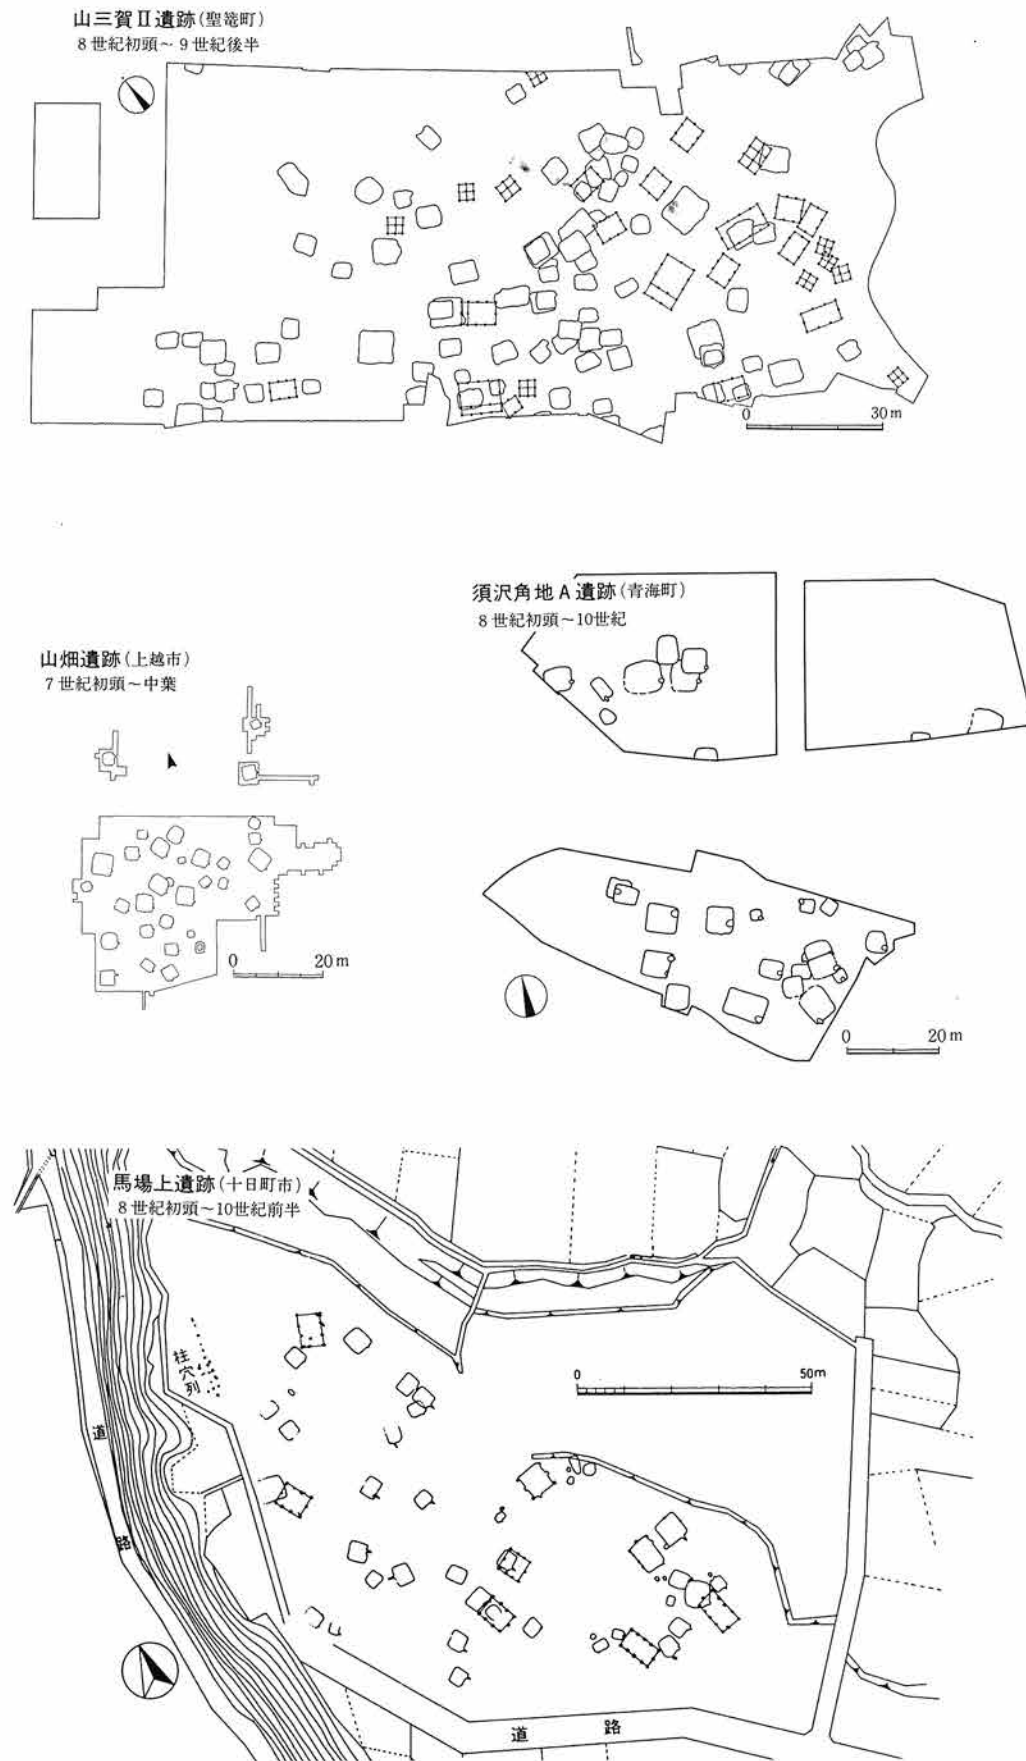 山三賀Ⅱ遺跡(聖篭町)
8世紀初頭～9世紀後半
0 30m
須沢角地A遺跡(青海町)
8世紀初頭～10世紀
山畑遺跡(上越市)
7世紀初頭～中葉
0 20m
0 20m
馬場上遺跡(十日町市)
8世紀初頭～10世紀前半
柱穴列
0 50m
道路
道路